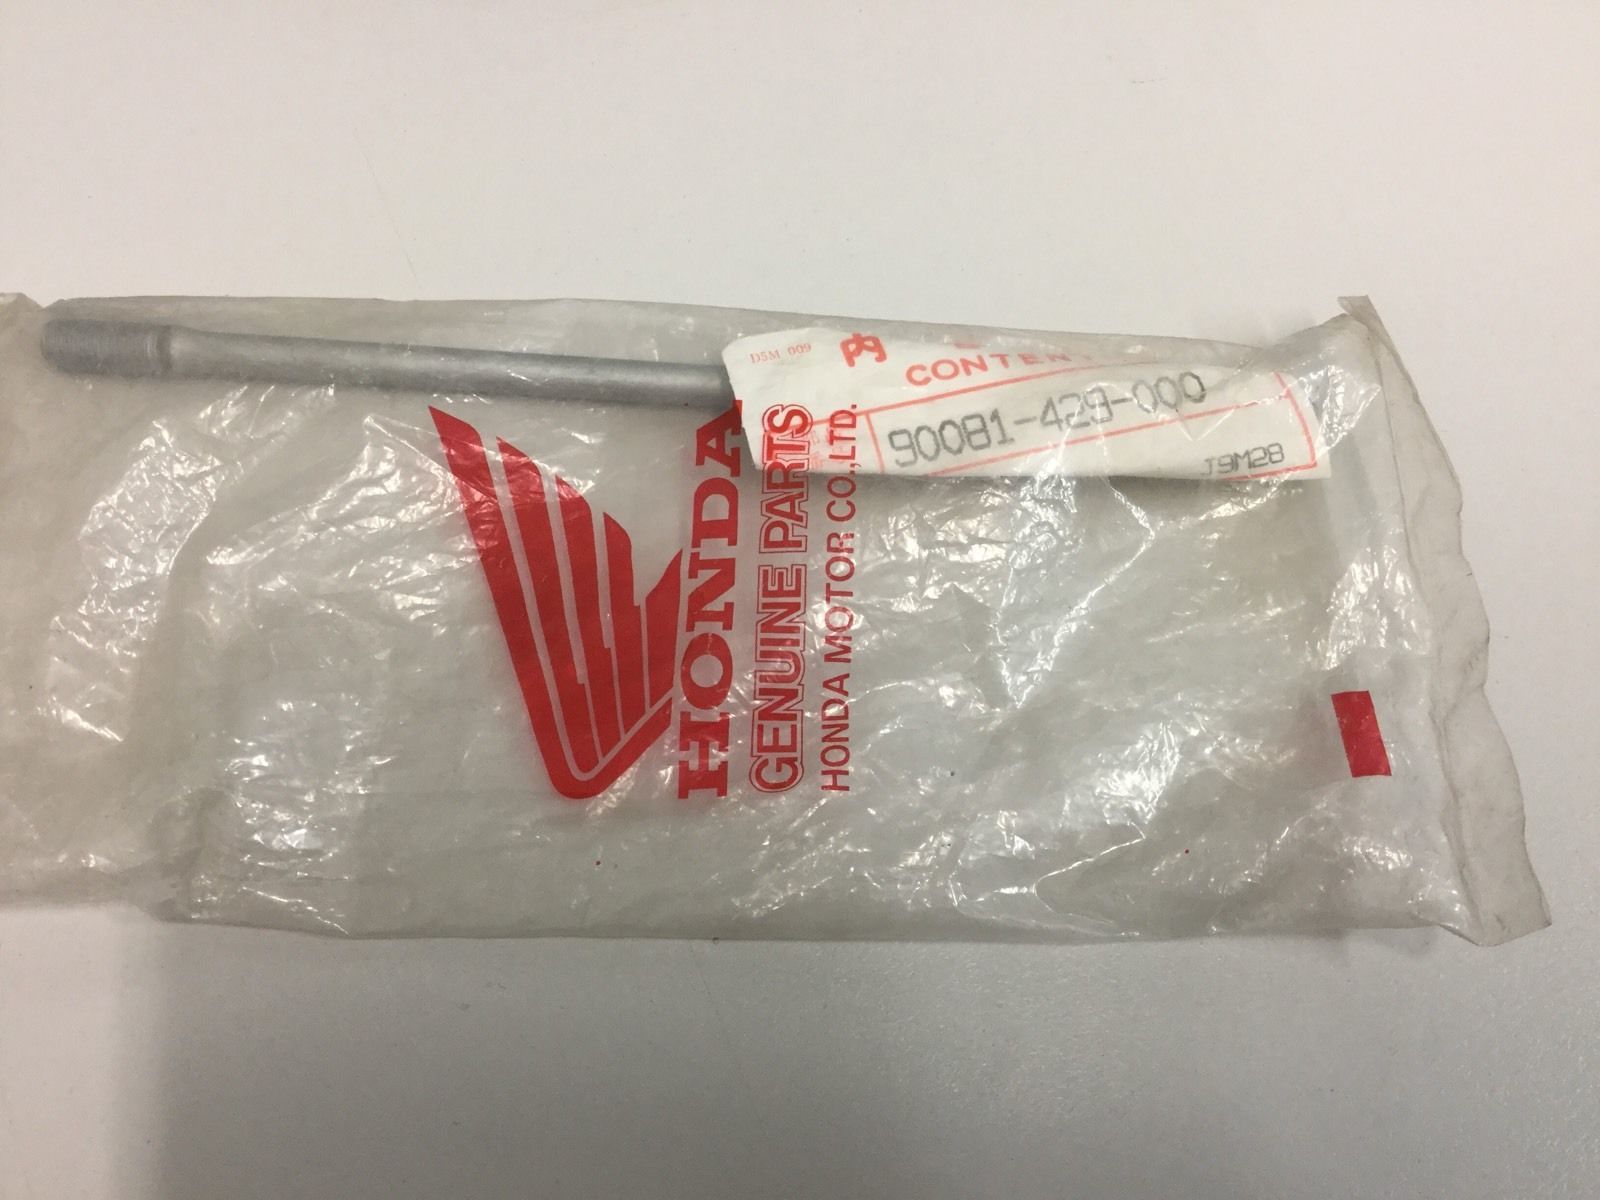 D5M 009
CONTEN
90081-429-000
J9M28
HONDA
GENUINE PARTS
HONDA MOTOR CO.,LTD.